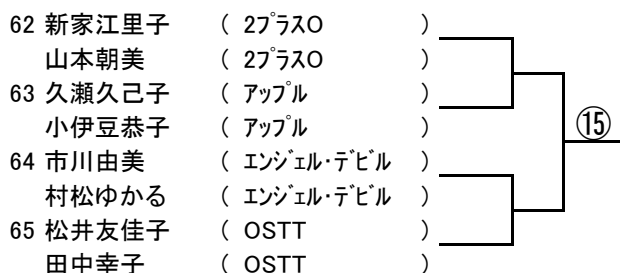 62 新家江里子 ( 2プラスO )
山本朝美 ( 2プラスO )
63 久瀬久己子 ( アップル )
小伊豆恭子 ( アップル )
⑮
64 市川由美 ( エンジェル・デビル )
村松ゆかる ( エンジェル・デビル )
65 松井友佳子 ( OSTT )
田中幸子 ( OSTT )